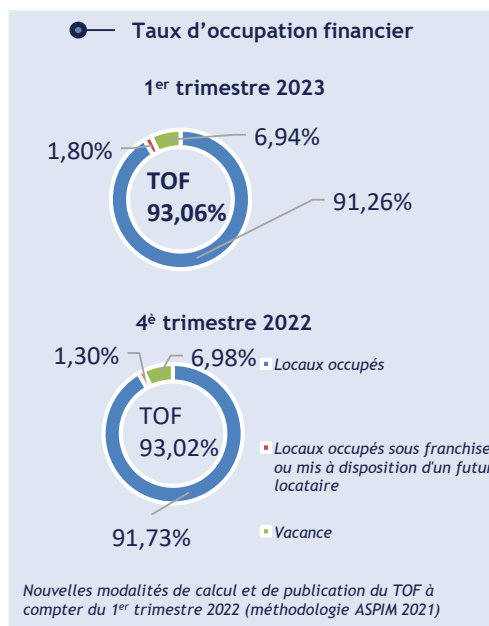 Taux d'occupation financier
1er trimestre 2023
6,94%
1,80%
TOF
93,06%
91,26%
4è trimestre 2022
1,30%
6,98%
Locaux occupés
TOF
93,02%
Locaux occupés sous franchise
ou mis à disposition d'un futur
locataire
91,73%
Vacance
Nouvelles modalités de calcul et de publication du TOF à
compter du 1er trimestre 2022 (méthodologie ASPIM 2021)